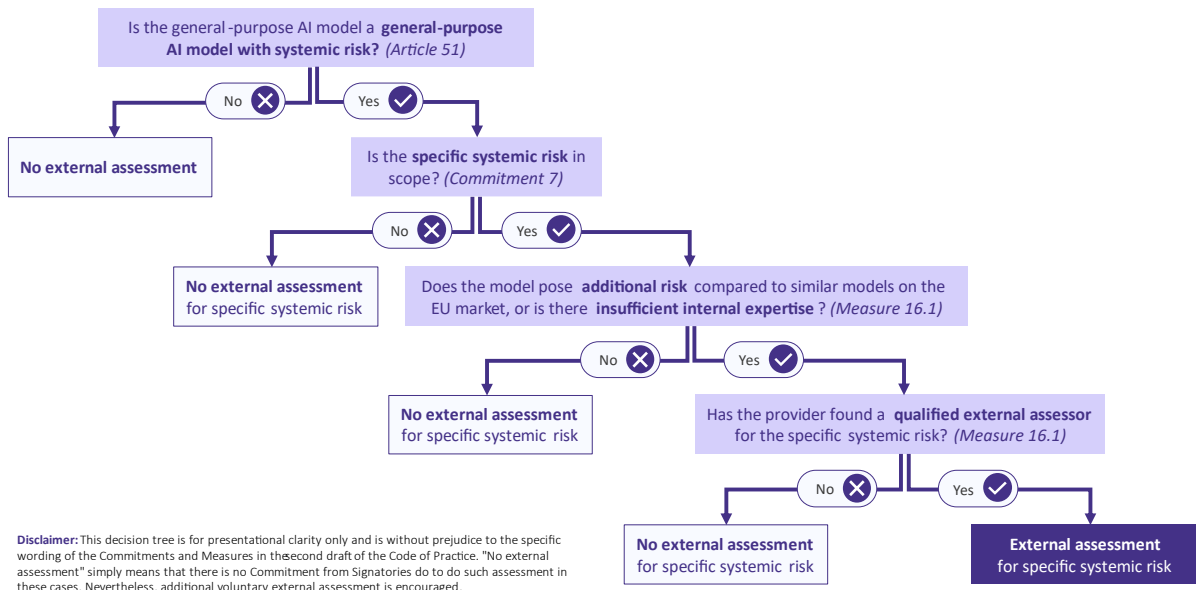 Is the general-purpose AI model a general-purpose
AI model with systemic risk? (Article 51)
No
Yes
No external assessment
Is the specific systemic risk in
scope? (Commitment 7)
No
Yes
No external assessment
for specific systemic risk
Does the model pose additional risk compared to similar models on the
EU market, or is there insufficient internal expertise ? (Measure 16.1)
No
Yes
No external assessment
for specific systemic risk
Has the provider found a qualified external assessor
for the specific systemic risk? (Measure 16.1)
No
Yes
No external assessment
for specific systemic risk
External assessment
for specific systemic risk
Disclaimer: This decision tree is for presentational clarity only and is without prejudice to the specific
wording of the Commitments and Measures in the second draft of the Code of Practice. "No external
assessment" simply means that there is no Commitment from Signatories do to do such assessment in
these cases. Nevertheless, additional voluntary external assessment is encouraged.